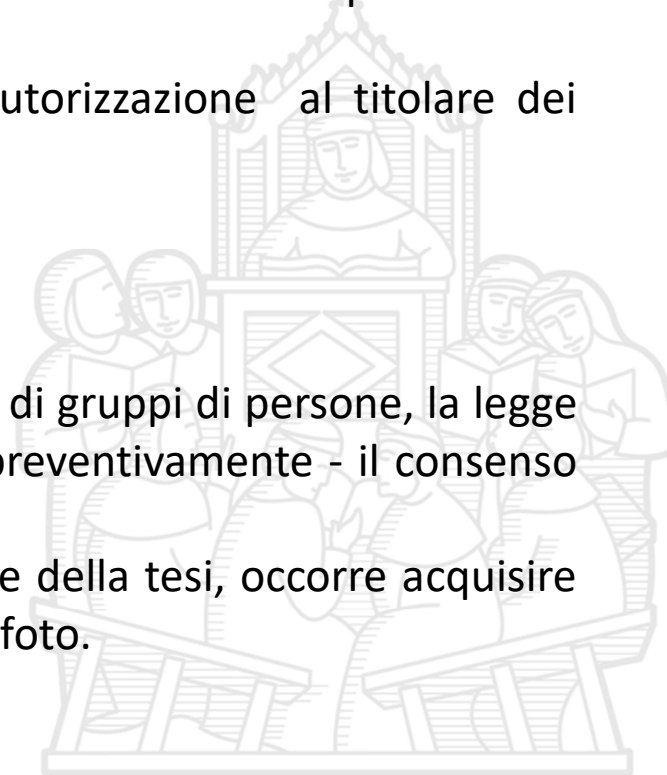 utorizzazione al titolare dei
di gruppi di persone, la legge
preventivamente - il consenso
e della tesi, occorre acquisire
foto.